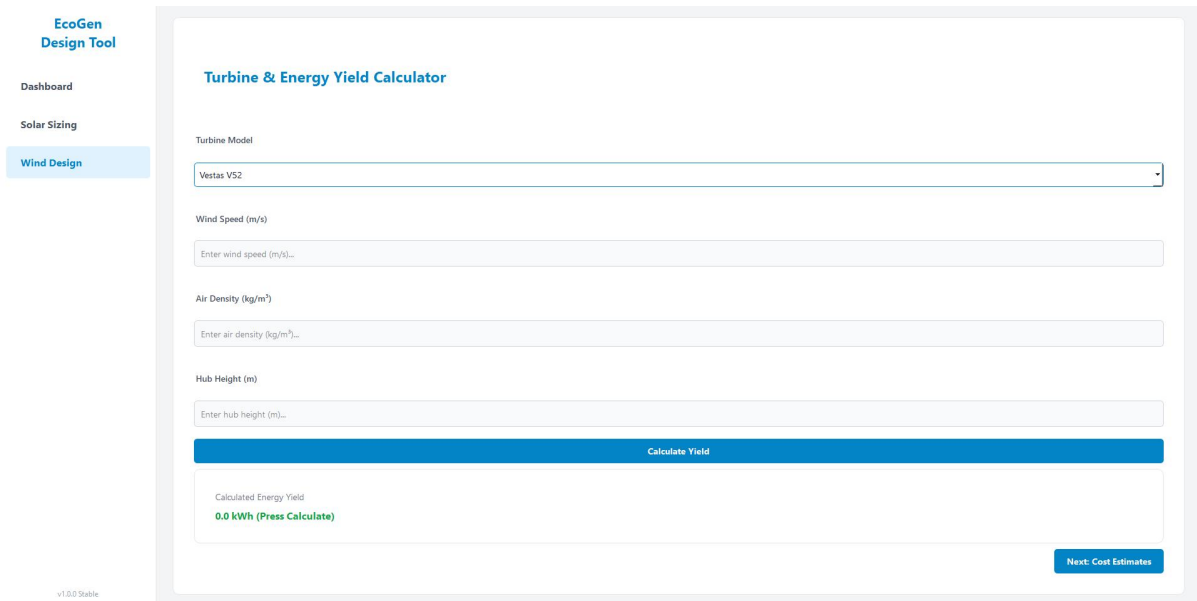 EcoGen
Design Tool
Dashboard
Solar Sizing
Wind Design
v1.0.0 Stable
Turbine & Energy Yield Calculator
Turbine Model
Vestas V52
Wind Speed (m/s)
Enter wind speed (m/s)...
Air Density (kg/m³)
Enter air density (kg/m³)...
Hub Height (m)
Enter hub height (m)...
Calculate Yield
Calculated Energy Yield
0.0 kWh (Press Calculate)
Next: Cost Estimates